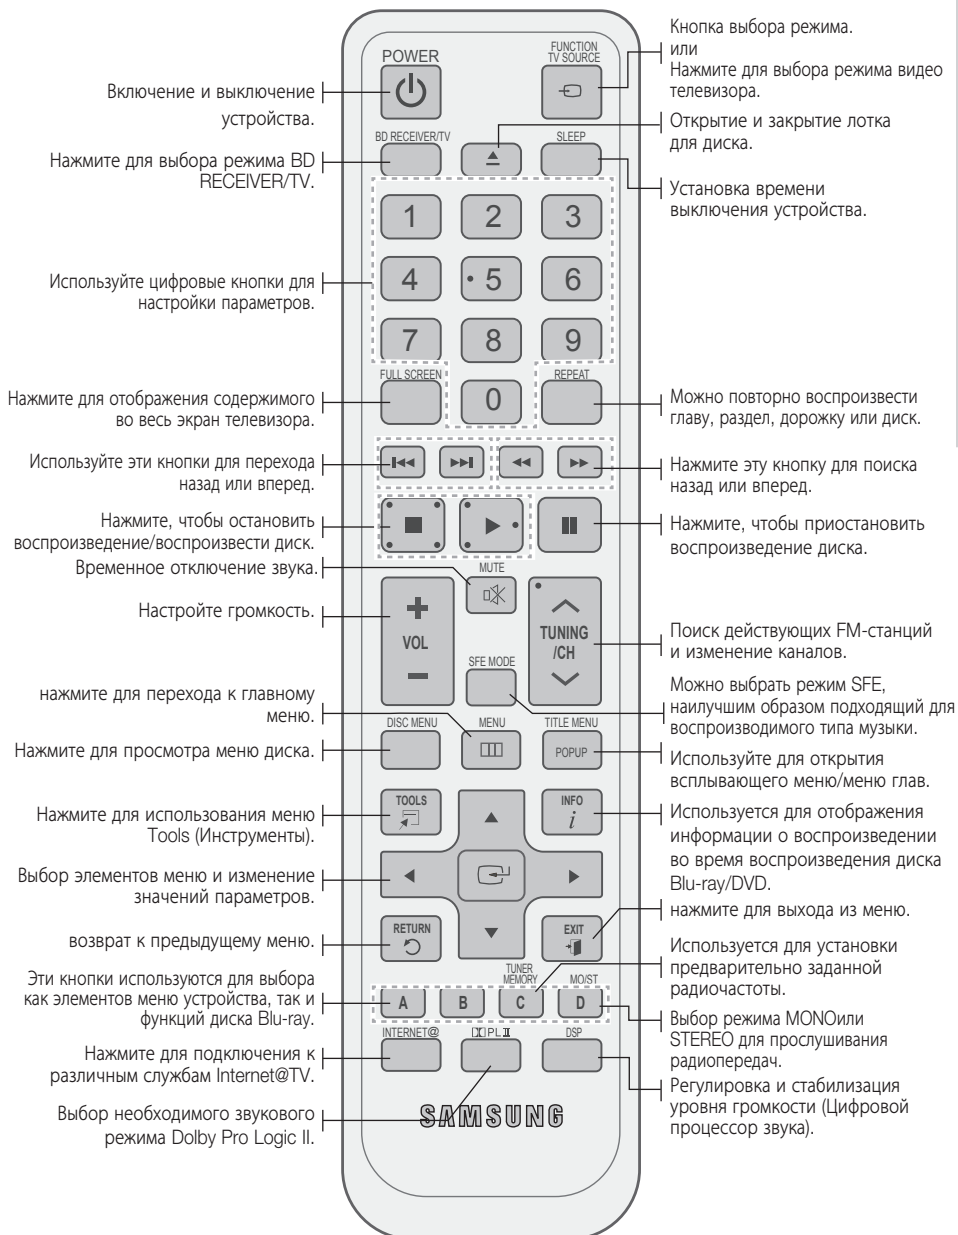 Включение и выключение
устройства.
Нажмите для выбора режима BD
RECEIVER/TV.
Используйте цифровые кнопки для
настройки параметров.
Нажмите для отображения содержимого
во весь экран телевизора.
Используйте эти кнопки для перехода
назад или вперед.
Нажмите, чтобы остановить
воспроизведение/воспроизвести диск.
Временное отключение звука.
Настройте громкость.
нажмите для перехода к главному
меню.
Нажмите для просмотра меню диска.
Нажмите для использования меню
Tools (Инструменты).
Выбор элементов меню и изменение
значений параметров.
возврат к предыдущему меню.
Эти кнопки используются для выбора
как элементов меню устройства, так и
функций диска Blu-ray.
Нажмите для подключения к
различным службам Internet@TV.
Выбор необходимого звукового
режима Dolby Pro Logic II.
POWER
FUNCTION
TV SOURCE
BD RECEIVER/TV
SLEEP
1 2 3
4 5 6
7 8 9
FULL SCREEN
REPEAT
0
MUTE
VOL
TUNING
/CH
SFE MODE
DISC MENU
MENU
TITLE MENU
POPUP
TOOLS
INFO
i
RETURN
EXIT
TUNER
MEMORY
MO/ST
A B C D
INTERNET@
PL II
DSP
SAMSUNG
Кнопка выбора режима.
или
Нажмите для выбора режима видео
телевизора.
Открытие и закрытие лотка
для диска.
Установка времени
выключения устройства.
Можно повторно воспроизвести
главу, раздел, дорожку или диск.
Нажмите эту кнопку для поиска
назад или вперед.
Нажмите, чтобы приостановить
воспроизведение диска.
Поиск действующих FM-станций
и изменение каналов.
Можно выбрать режим SFE,
наилучшим образом подходящий для
воспроизводимого типа музыки.
Используйте для открытия
всплывающего меню/меню глав.
Используется для отображения
информации о воспроизведении
во время воспроизведения диска
Blu-ray/DVD.
нажмите для выхода из меню.
Используется для установки
предварительно заданной
радиочастоты.
Выбор режима MONOили
STEREO для прослушивания
радиопередач.
Регулировка и стабилизация
уровня громкости (Цифровой
процессор звука).